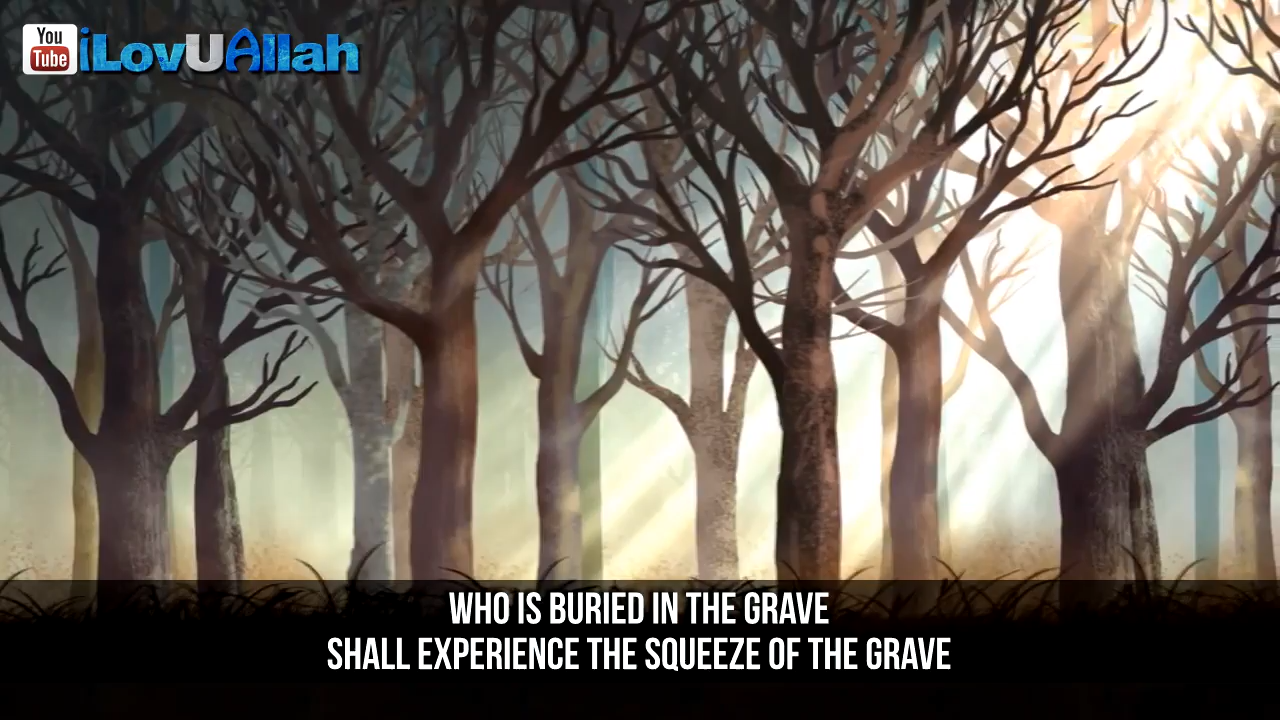 You Tube iLovUAllah
WHO IS BURIED IN THE GRAVE
SHALL EXPERIENCE THE SQUEEZE OF THE GRAVE